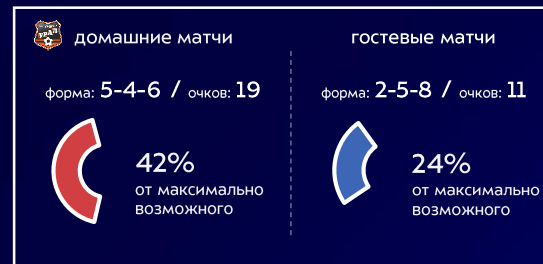 УРАЛ
домашние матчи
форма: 5-4-6 / очков: 19
42%
от максимально
возможного
гостевые матчи
форма: 2-5-8 / очков: 11
24%
от максимально
возможного